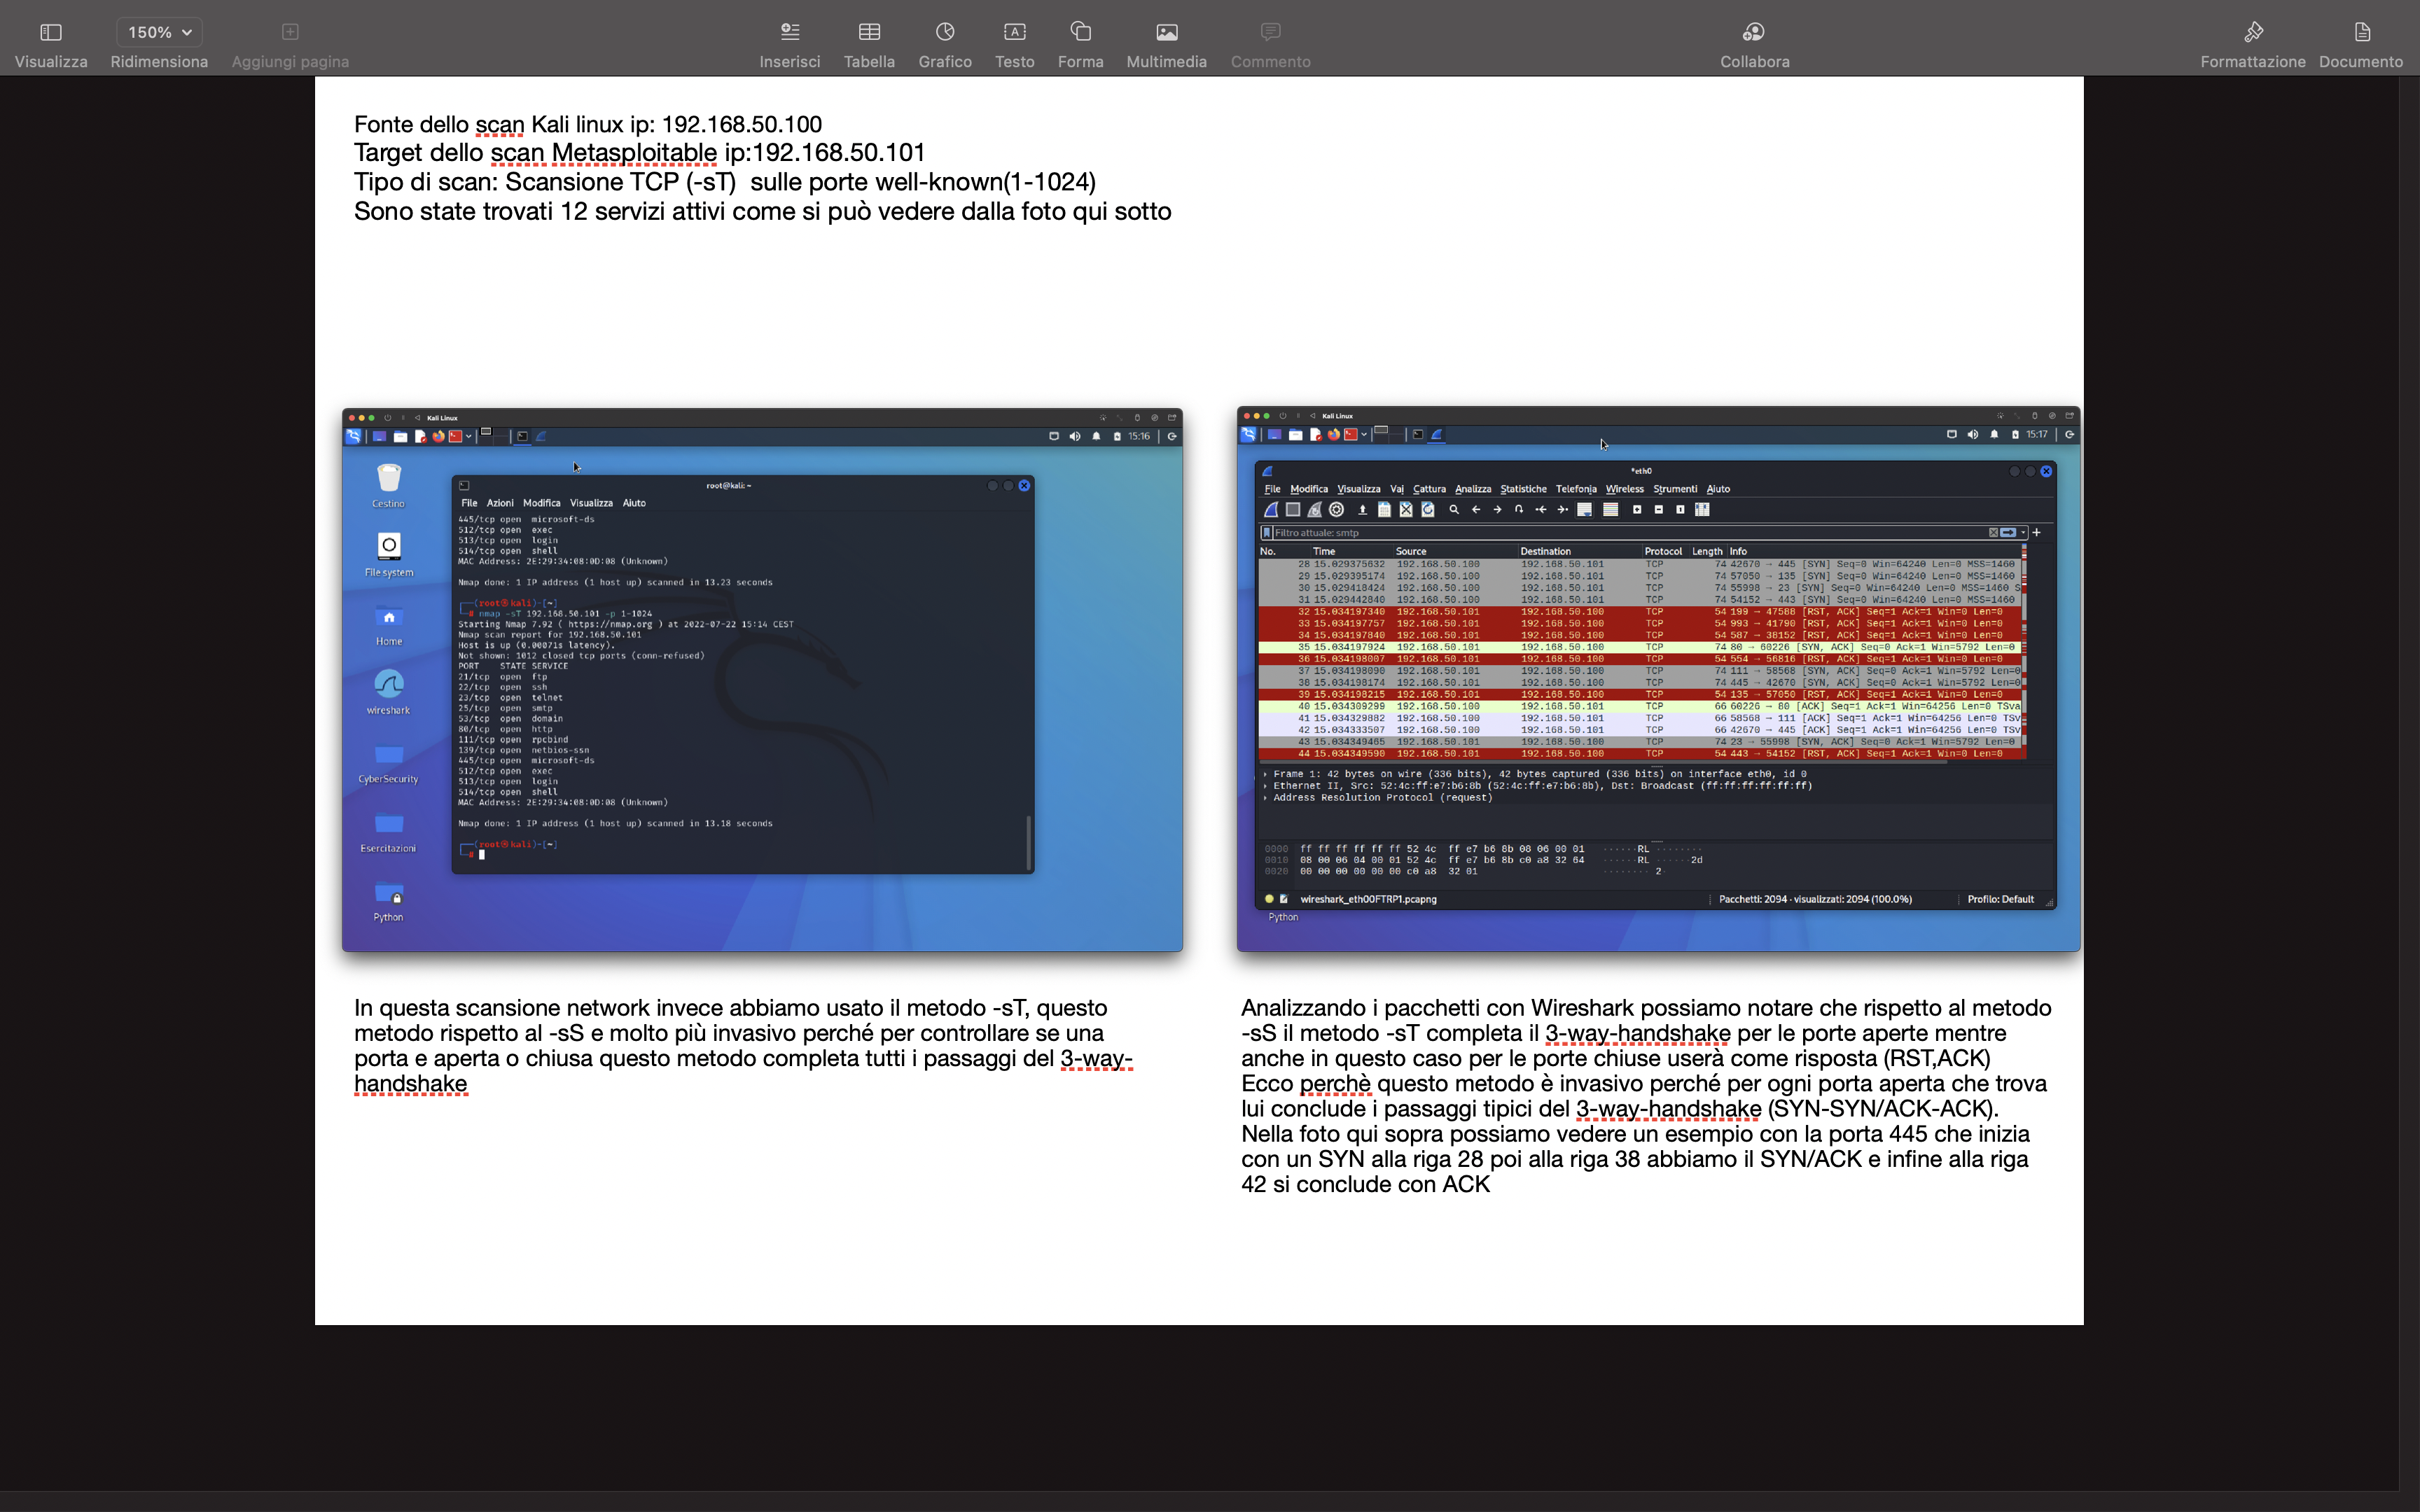 Visualizza
150%
Ridimensiona
Aggiungi pagina
Inserisci
Tabella
Grafico
Testo
Forma
Multimedia
Commento
Collabora
Formattazione
Documento
Fonte dello scan Kali linux ip: 192.168.50.100
Target dello scan Metasploitable ip:192.168.50.101
Tipo di scan: Scansione TCP (-sT)  sulle porte well-known(1-1024)
Sono state trovati 12 servizi attivi come si può vedere dalla foto qui sotto
Kali Linux
15:16
Cestino
File system
Home
wireshark
CyberSecurity
Esercitazioni
Python
root@kali: ~
File Azioni Modifica Visualizza Aiuto
445/tcp open microsoft-ds
512/tcp open exec
513/tcp open login
514/tcp open shell
MAC Address: 2E:29:34:08:0D:08 (Unknown)
Nmap done: 1 IP address (1 host up) scanned in 13.23 seconds
(root@kali)-[~]
# nmap -sT 192.168.50.101 -p 1-1024
Starting Nmap 7.92 ( https://nmap.org ) at 2022-07-22 15:14 CEST
Nmap scan report for 192.168.50.101
Host is up (0.00071s latency).
Not shown: 1012 closed tcp ports (conn-refused)
PORT STATE SERVICE
21/tcp open ftp
22/tcp open ssh
23/tcp open telnet
25/tcp open smtp
53/tcp open domain
80/tcp open http
111/tcp open rpcbind
139/tcp open netbios-ssn
445/tcp open microsoft-ds
512/tcp open exec
513/tcp open login
514/tcp open shell
MAC Address: 2E:29:34:08:0D:08 (Unknown)
Nmap done: 1 IP address (1 host up) scanned in 13.18 seconds
(root@kali)-[~]
#
Kali Linux
15:17
*eth0
File Modifica Visualizza Vai Cattura Analizza Statistiche Telefonia Wireless Strumenti Aiuto
Filtro attuale: smtp
No. Time Source Destination Protocol Length Info
28 15.029375632 192.168.50.100 192.168.50.101 TCP 74 42670 → 445 [SYN] Seq=0 Win=64240 Len=0 MSS=1460
29 15.029395174 192.168.50.100 192.168.50.101 TCP 74 57050 → 135 [SYN] Seq=0 Win=64240 Len=0 MSS=1460
30 15.029418424 192.168.50.100 192.168.50.101 TCP 74 55998 → 23 [SYN] Seq=0 Win=64240 Len=0 MSS=1460 S
31 15.029442840 192.168.50.100 192.168.50.101 TCP 74 54152 → 443 [SYN] Seq=0 Win=64240 Len=0 MSS=1460
32 15.034197340 192.168.50.101 192.168.50.100 TCP 54 199 → 47588 [RST, ACK] Seq=1 Ack=1 Win=0 Len=0
33 15.034197757 192.168.50.101 192.168.50.100 TCP 54 993 → 41790 [RST, ACK] Seq=1 Ack=1 Win=0 Len=0
34 15.034197840 192.168.50.101 192.168.50.100 TCP 54 587 → 38152 [RST, ACK] Seq=1 Ack=1 Win=0 Len=0
35 15.034197924 192.168.50.101 192.168.50.100 TCP 74 80 → 60226 [SYN, ACK] Seq=0 Ack=1 Win=5792 Len=0
36 15.034198007 192.168.50.101 192.168.50.100 TCP 54 554 → 56816 [RST, ACK] Seq=1 Ack=1 Win=0 Len=0
37 15.034198090 192.168.50.101 192.168.50.100 TCP 74 111 → 58568 [SYN, ACK] Seq=0 Ack=1 Win=5792 Len=0
38 15.034198174 192.168.50.101 192.168.50.100 TCP 74 445 → 42670 [SYN, ACK] Seq=0 Ack=1 Win=5792 Len=0
39 15.034198215 192.168.50.101 192.168.50.100 TCP 54 135 → 57050 [RST, ACK] Seq=1 Ack=1 Win=0 Len=0
40 15.034309299 192.168.50.100 192.168.50.101 TCP 66 60226 → 80 [ACK] Seq=1 Ack=1 Win=64256 Len=0 TSva
41 15.034329882 192.168.50.100 192.168.50.101 TCP 66 58568 → 111 [ACK] Seq=1 Ack=1 Win=64256 Len=0 TSv
42 15.034333507 192.168.50.100 192.168.50.101 TCP 66 42670 → 445 [ACK] Seq=1 Ack=1 Win=64256 Len=0 TSv
43 15.034349465 192.168.50.101 192.168.50.100 TCP 74 23 → 55998 [SYN, ACK] Seq=0 Ack=1 Win=5792 Len=0
44 15.034349590 192.168.50.101 192.168.50.100 TCP 54 443 → 54152 [RST, ACK] Seq=1 Ack=1 Win=0 Len=0
Frame 1: 42 bytes on wire (336 bits), 42 bytes captured (336 bits) on interface eth0, id 0
Ethernet II, Src: 52:4c:ff:e7:b6:8b (52:4c:ff:e7:b6:8b), Dst: Broadcast (ff:ff:ff:ff:ff:ff)
Address Resolution Protocol (request)
0000 ff ff ff ff ff ff 52 4c ff e7 b6 8b 08 06 00 01 ······RL ········
0010 08 00 06 04 00 01 52 4c ff e7 b6 8b c0 a8 32 64 ······RL ······2d
0020 00 00 00 00 00 00 c0 a8 32 01 ········ 2·
wireshark_eth00FTRP1.pcapng
Pacchetti: 2094 · visualizzati: 2094 (100.0%)
Profilo: Default
Python
In questa scansione network invece abbiamo usato il metodo -sT, questo
metodo rispetto al -sS e molto più invasivo perché per controllare se una
porta e aperta o chiusa questo metodo completa tutti i passaggi del 3-way-
handshake
Analizzando i pacchetti con Wireshark possiamo notare che rispetto al metodo
-sS il metodo -sT completa il 3-way-handshake per le porte aperte mentre
anche in questo caso per le porte chiuse userà come risposta (RST,ACK)
Ecco perchè questo metodo è invasivo perché per ogni porta aperta che trova
lui conclude i passaggi tipici del 3-way-handshake (SYN-SYN/ACK-ACK).
Nella foto qui sopra possiamo vedere un esempio con la porta 445 che inizia
con un SYN alla riga 28 poi alla riga 38 abbiamo il SYN/ACK e infine alla riga
42 si conclude con ACK